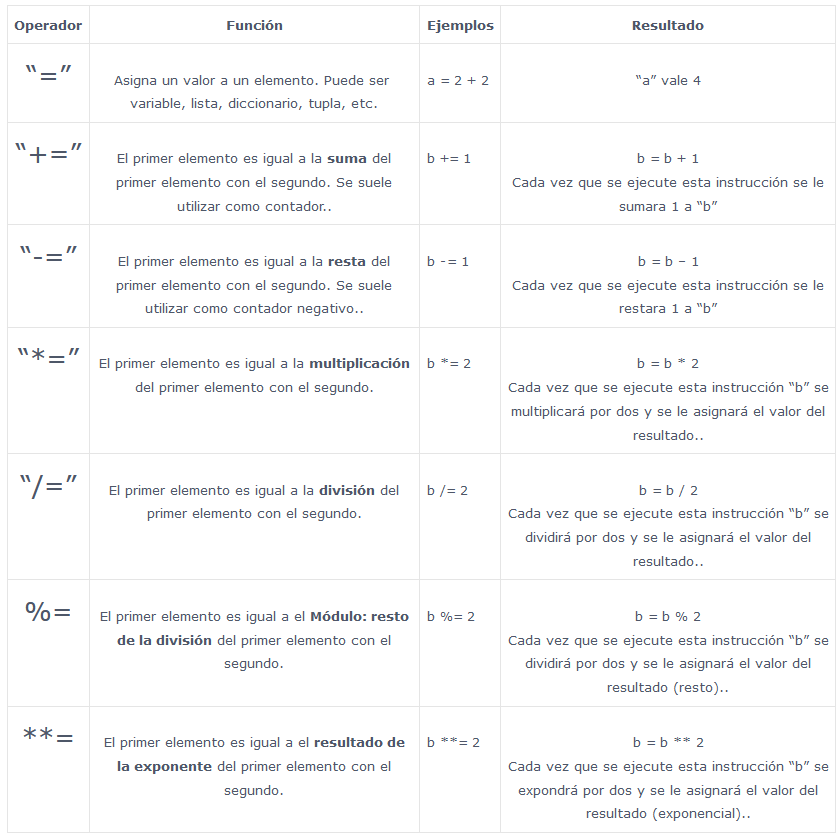 Operador Función Ejemplos Resultado
“=” Asigna un valor a un elemento. Puede ser a = 2 + 2 “a” vale 4
variable, lista, diccionario, tupla, etc.
“+=” El primer elemento es igual a la suma del b += 1 b = b + 1
primer elemento con el segundo. Se suele Cada vez que se ejecute esta instrucción se le
utilizar como contador.. sumara 1 a “b”
“-=” El primer elemento es igual a la resta del b -= 1 b = b – 1
primer elemento con el segundo. Se suele Cada vez que se ejecute esta instrucción se le
utilizar como contador negativo.. restara 1 a “b”
“*=” El primer elemento es igual a la multiplicación b *= 2 b = b * 2
del primer elemento con el segundo. Cada vez que se ejecute esta instrucción “b” se
multiplicará por dos y se le asignará el valor del
resultado..
“/=” El primer elemento es igual a la división del b /= 2 b = b / 2
primer elemento con el segundo. Cada vez que se ejecute esta instrucción “b” se
dividirá por dos y se le asignará el valor del
resultado..
%= El primer elemento es igual a el Módulo: resto b %= 2 b = b % 2
de la división del primer elemento con el Cada vez que se ejecute esta instrucción “b” se
segundo. dividirá por dos y se le asignará el valor del
resultado (resto)..
**= El primer elemento es igual a el resultado de b **= 2 b = b ** 2
la exponente del primer elemento con el Cada vez que se ejecute esta instrucción “b” se
segundo. expondrá por dos y se le asignará el valor del
resultado (exponencial)..